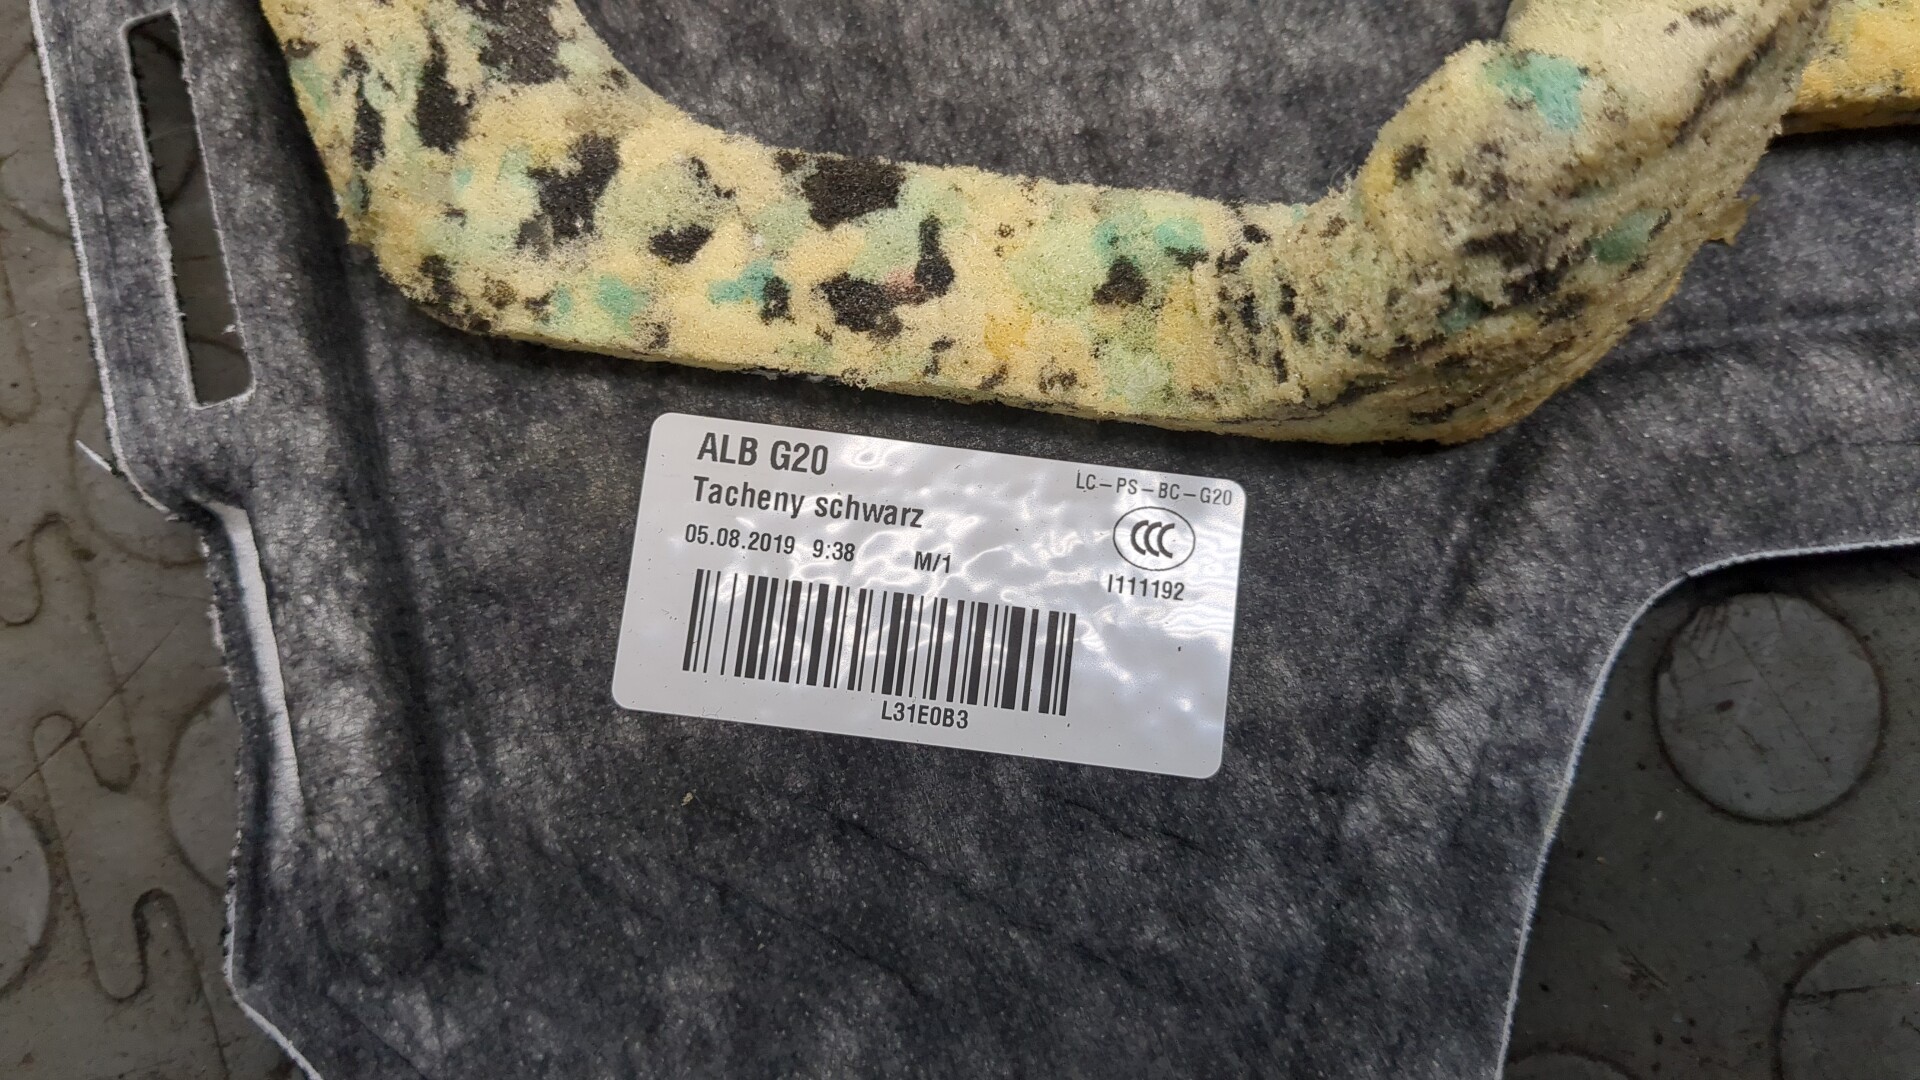 ALB G20
LC-PS-BC-G20
Tacheny schwarz
05.08.2019 9:38 M/1
CCC
I111192
L31E0B3